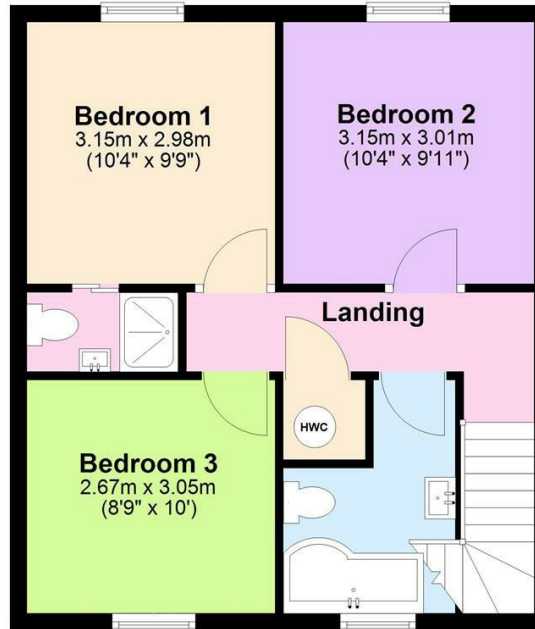 Bedroom 1
3.15m x 2.98m
(10'4" x 9'9")
Bedroom 2
3.15m x 3.01m
(10'4" x 9'11")
Landing
HWC
Bedroom 3
2.67m x 3.05m
(8'9" x 10')